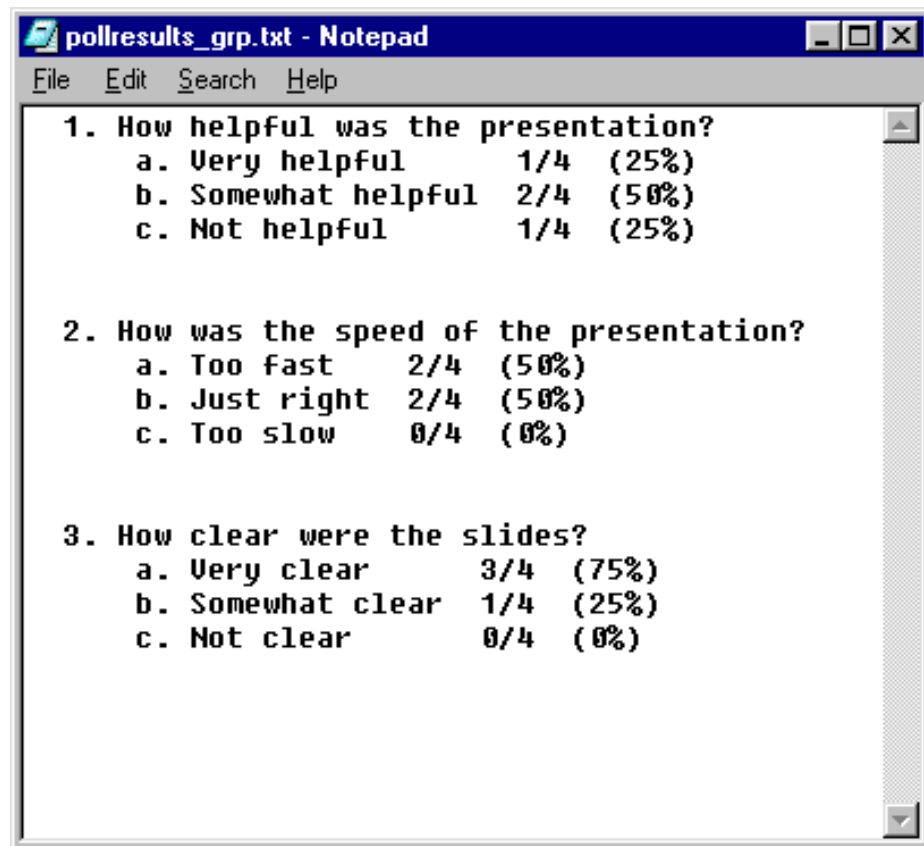 pollresults_grp.txt - Notepad
File Edit Search Help
1. How helpful was the presentation?
a. Very helpful 1/4 (25%)
b. Somewhat helpful 2/4 (50%)
c. Not helpful 1/4 (25%)
2. How was the speed of the presentation?
a. Too fast 2/4 (50%)
b. Just right 2/4 (50%)
c. Too slow 0/4 (0%)
3. How clear were the slides?
a. Very clear 3/4 (75%)
b. Somewhat clear 1/4 (25%)
c. Not clear 0/4 (0%)